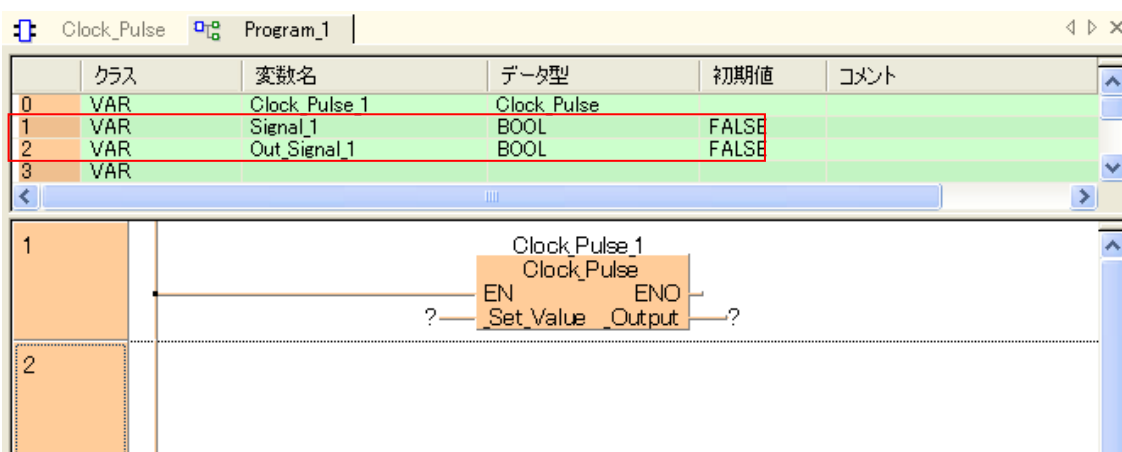 Clock_Pulse Program_1
クラス 変数名 データ型 初期値 コメント
0 VAR Clock_Pulse_1 Clock_Pulse
1 VAR Signal_1 BOOL FALSE
2 VAR Out_Signal_1 BOOL FALSE
3 VAR
1
Clock_Pulse_1
Clock_Pulse
EN ENO
? _Set_Value _Output ?
2